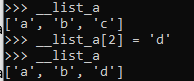 >>> __list_a
['a', 'b', 'c']
>>> __list_a[2] = 'd'
>>> __list_a
['a', 'b', 'd']